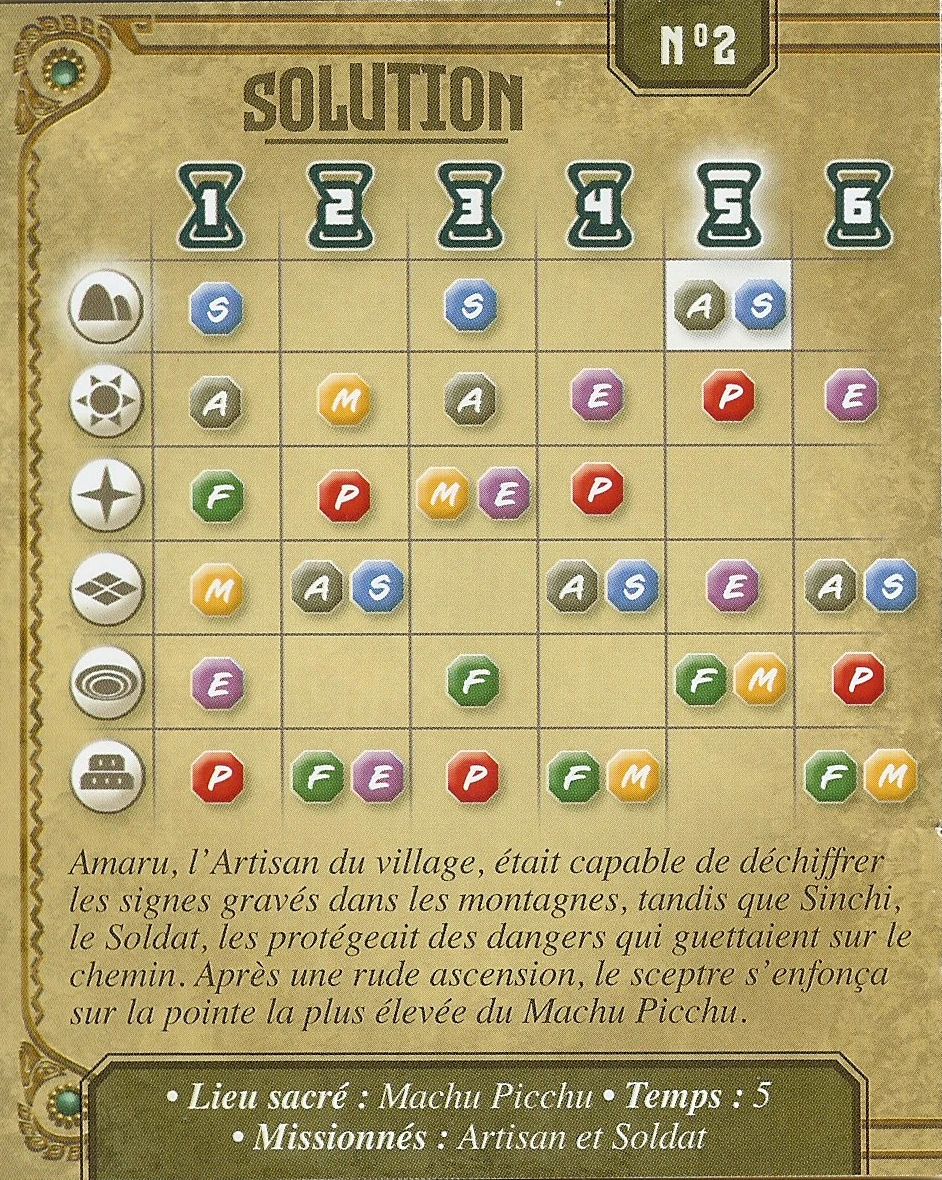 Nº2
SOLUTION
1 2 3 4 5 6
S S A S
A M A E P E
F P M E P
M A S A S E A S
E F F M P
P F E P F M F M
Amaru, l'Artisan du village, était capable de déchiffrer
les signes gravés dans les montagnes, tandis que Sinchi,
le Soldat, les protégeait des dangers qui guettaient sur le
chemin. Après une rude ascension, le sceptre s'enfonça
sur la pointe la plus élevée du Machu Picchu.
• Lieu sacré : Machu Picchu • Temps : 5
• Missionnés : Artisan et Soldat